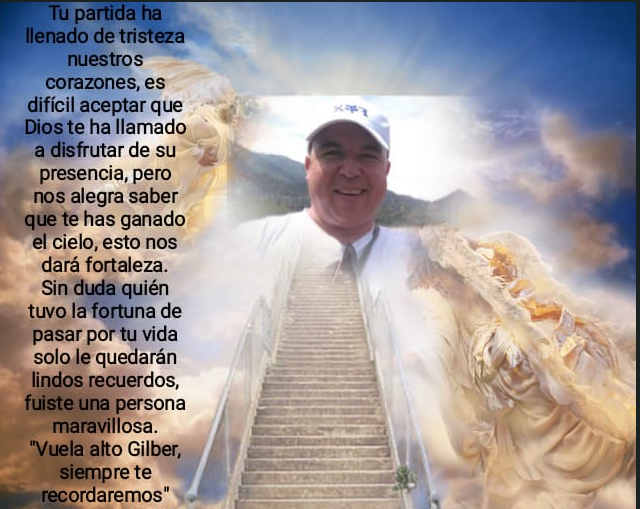 Tu partida ha
llenado de tristeza
nuestros
corazones, es
difícil aceptar que
Dios te ha llamado
a disfrutar de su
presencia, pero
nos alegra saber
que te has ganado
el cielo, esto nos
dará fortaleza.
Sin duda quién
tuvo la fortuna de
pasar por tu vida
solo le quedarán
lindos recuerdos,
fuiste una persona
maravillosa.
"Vuela alto Gilber,
siempre te
recordaremos"